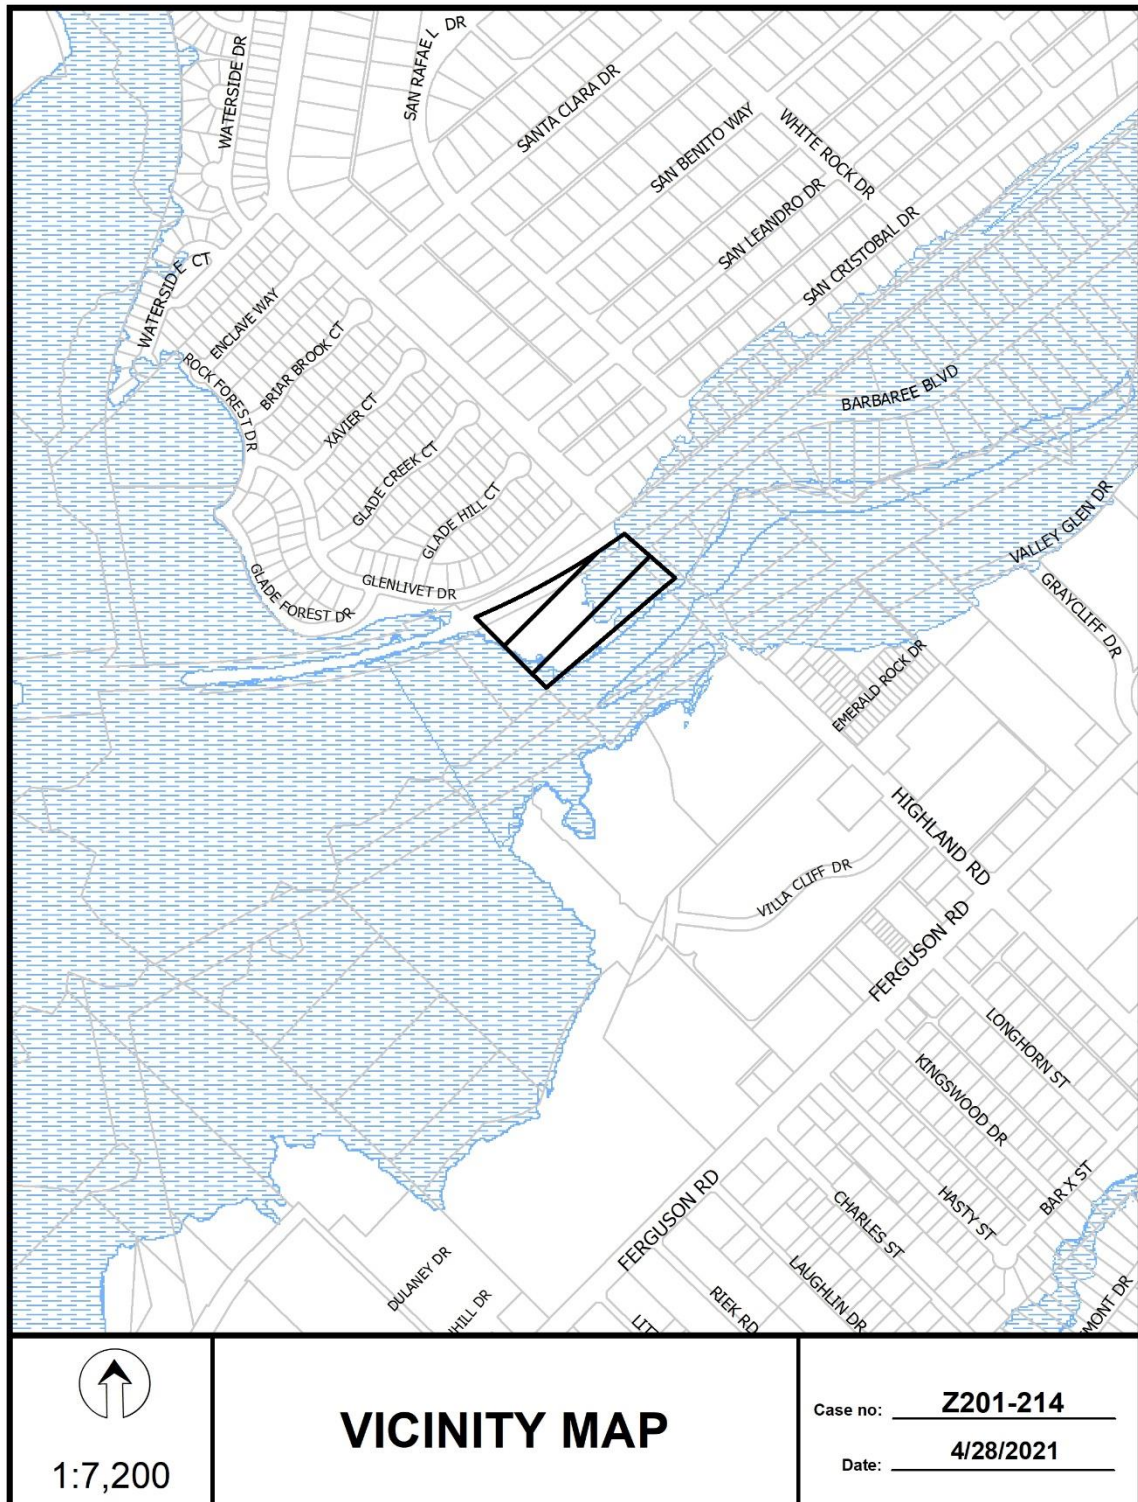 SAN RAFAEL DR
WATERSIDE DR
SANTA CLARA DR
SAN BENITO WAY
WHITE ROCK DR
SAN LEANDRO DR
SAN CRISTOBAL DR
WATERSIDE CT
ENCLAVE WAY
BRIAR BROOK CT
ROCK FOREST DR
XAVIER CT
BARBAREE BLVD
GLADE CREEK CT
GLADE HILL CT
VALLEY GLEN DR
GLENLIVET DR
GLADE FOREST DR
GRAYCLIFF DR
EMERALD ROCK DR
HIGHLAND RD
VILLA CLIFF DR
FERGUSON RD
LONGHORN ST
KINGSWOOD DR
BAR X ST
HASTY ST
CHARLES ST
FERGUSON RD
LAUGHLIN DR
DULANEY DR
RIEK RD
HILL DR
LIT
MONT DR
1:7,200
VICINITY MAP
Case no: Z201-214
Date: 4/28/2021